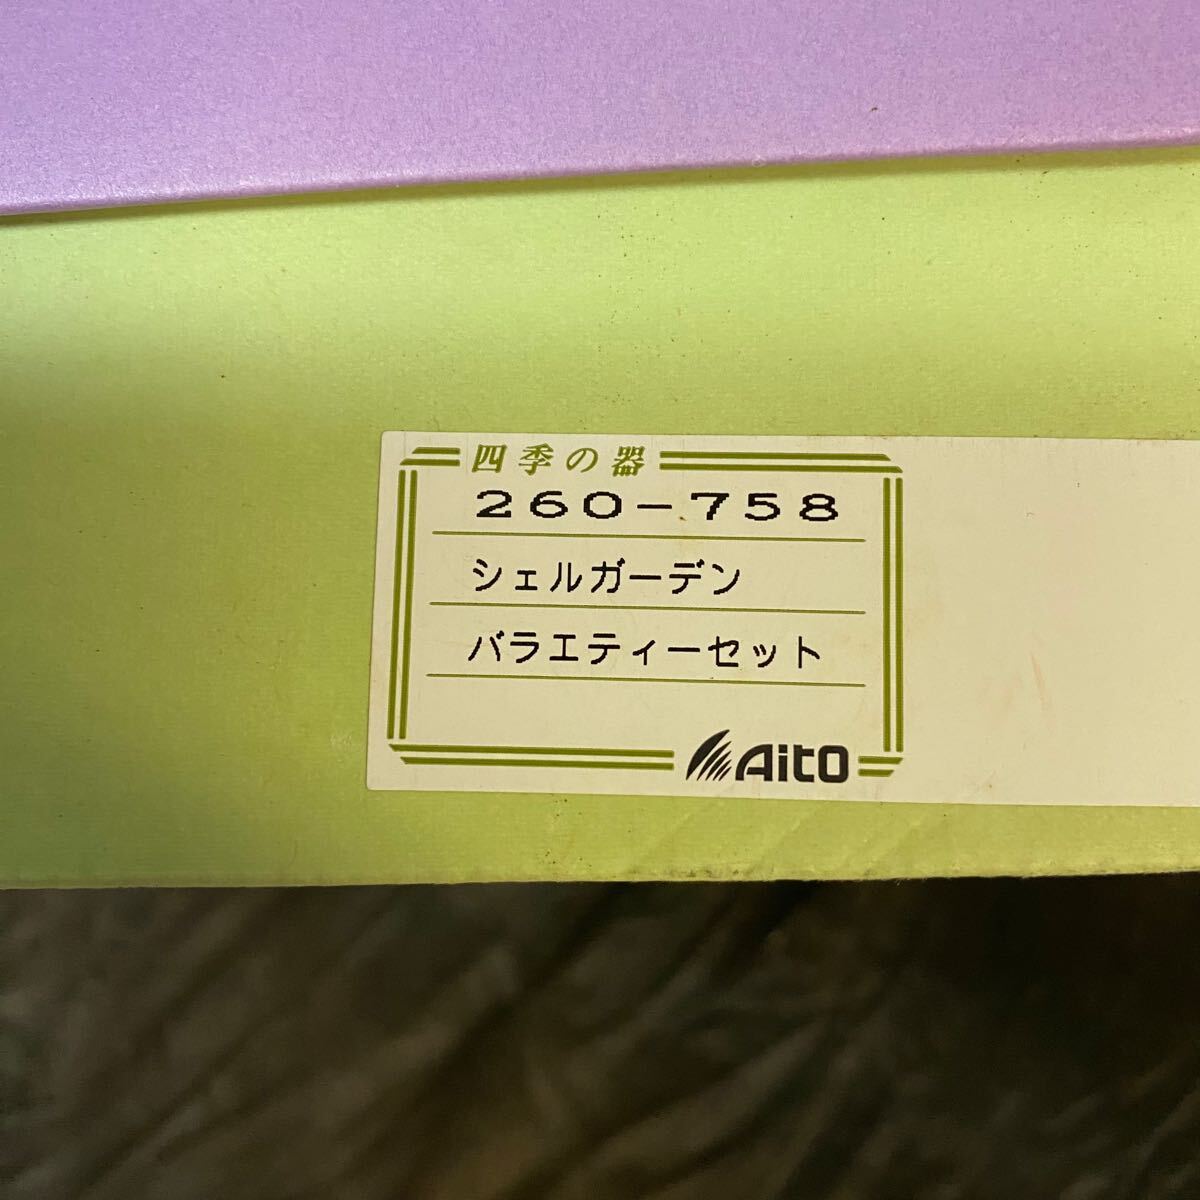 四季の器
260-758
シェルガーデン
バラエティーセット
Aito